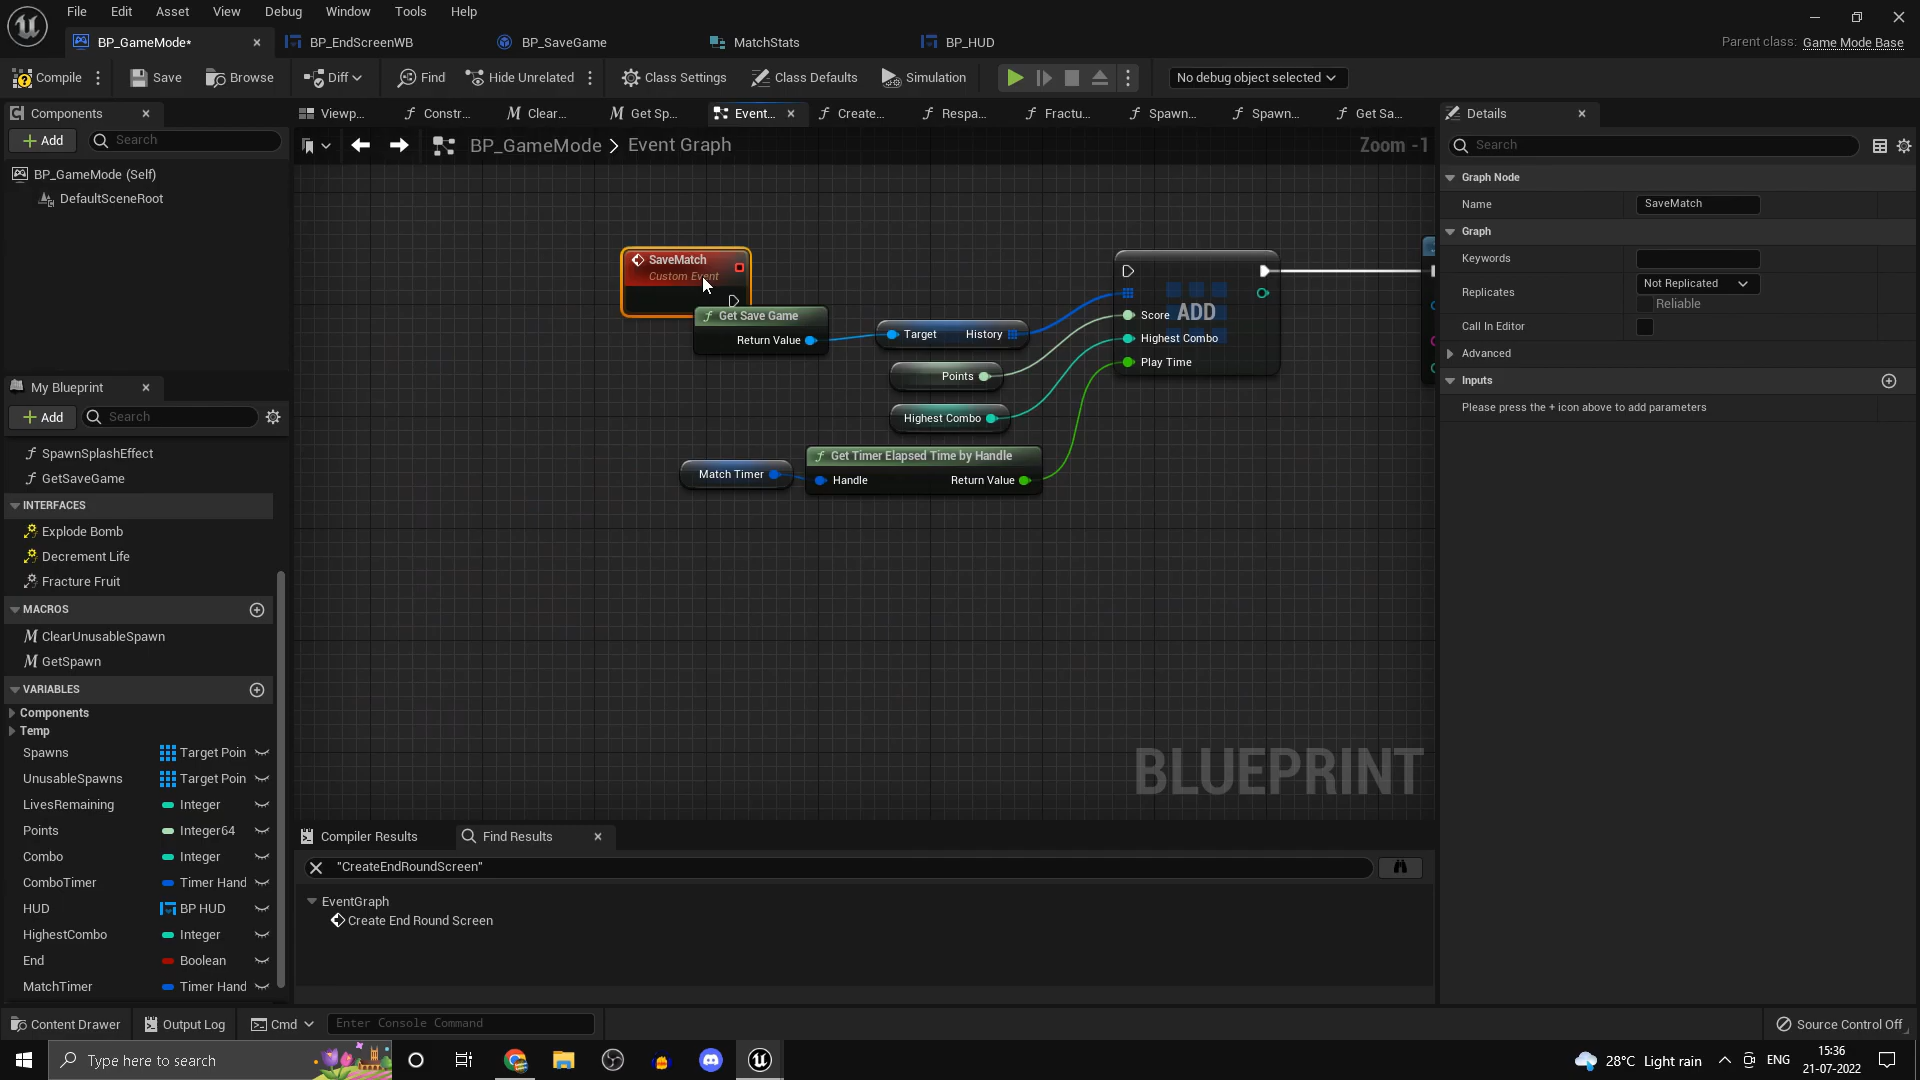 File Edit Asset View Debug Window Tools Help
BP_GameMode* BP_EndScreenWB BP_SaveGame MatchStats BP_HUD Parent class: Game Mode Base
Compile Save Browse Diff Find Hide Unrelated Class Settings Class Defaults Simulation No debug object selected
Components Viewp... Constr... Clear... Get Sp... Event... Create... Respa... Fractu... Spawn... Spawn... Get Sa... Details
Add Search BP_GameMode > Event Graph Zoom -1 Search
BP_GameMode (Self)
DefaultSceneRoot
Graph Node
Name SaveMatch
Graph
Keywords
Replicates Not Replicated
Reliable
Call In Editor
Advanced
Inputs
Please press the + icon above to add parameters
SaveMatch
Custom Event
Get Save Game
Return Value
Target History
Points
Highest Combo
Match Timer
Get Timer Elapsed Time by Handle
Handle Return Value
ADD
Score
Highest Combo
Play Time
BLUEPRINT
My Blueprint
Add Search
SpawnSplashEffect
GetSaveGame
INTERFACES
Explode Bomb
Decrement Life
Fracture Fruit
MACROS
ClearUnusableSpawn
GetSpawn
VARIABLES
Components
Temp
Spawns Target Poin
UnusableSpawns Target Poin
LivesRemaining Integer
Points Integer64
Combo Integer
ComboTimer Timer Hand
HUD BP HUD
HighestCombo Integer
End Boolean
MatchTimer Timer Hand
Compiler Results Find Results
"CreateEndRoundScreen"
EventGraph
Create End Round Screen
Content Drawer Output Log Cmd Enter Console Command Source Control Off
Type here to search 28°C Light rain ENG 15:36
21-07-2022